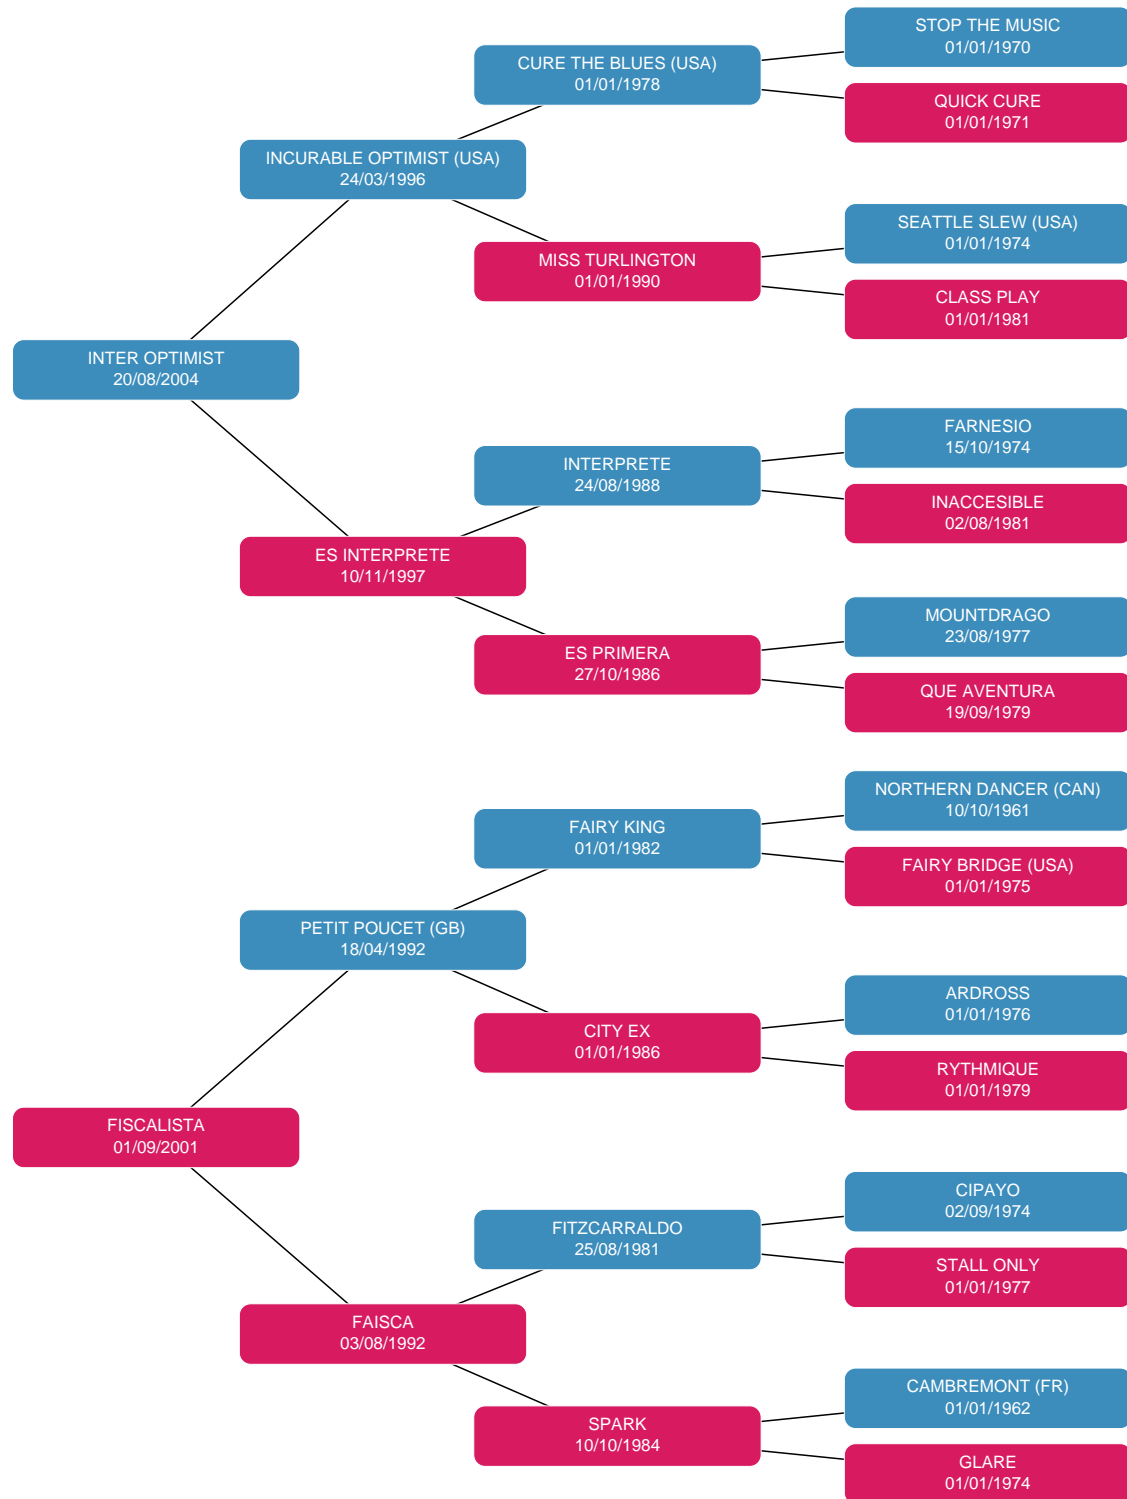 STOP THE MUSIC
01/01/1970
CURE THE BLUES (USA)
01/01/1978
QUICK CURE
01/01/1971
INCURABLE OPTIMIST (USA)
24/03/1996
SEATTLE SLEW (USA)
01/01/1974
MISS TURLINGTON
01/01/1990
CLASS PLAY
01/01/1981
INTER OPTIMIST
20/08/2004
FARNESIO
15/10/1974
INTERPRETE
24/08/1988
INACCESIBLE
02/08/1981
ES INTERPRETE
10/11/1997
MOUNTDRAGO
23/08/1977
ES PRIMERA
27/10/1986
QUE AVENTURA
19/09/1979
NORTHERN DANCER (CAN)
10/10/1961
FAIRY KING
01/01/1982
FAIRY BRIDGE (USA)
01/01/1975
PETIT POUCET (GB)
18/04/1992
ARDROSS
01/01/1976
CITY EX
01/01/1986
RYTHMIQUE
01/01/1979
FISCALISTA
01/09/2001
CIPAYO
02/09/1974
FITZCARRALDO
25/08/1981
STALL ONLY
01/01/1977
FAISCA
03/08/1992
CAMBREMONT (FR)
01/01/1962
SPARK
10/10/1984
GLARE
01/01/1974